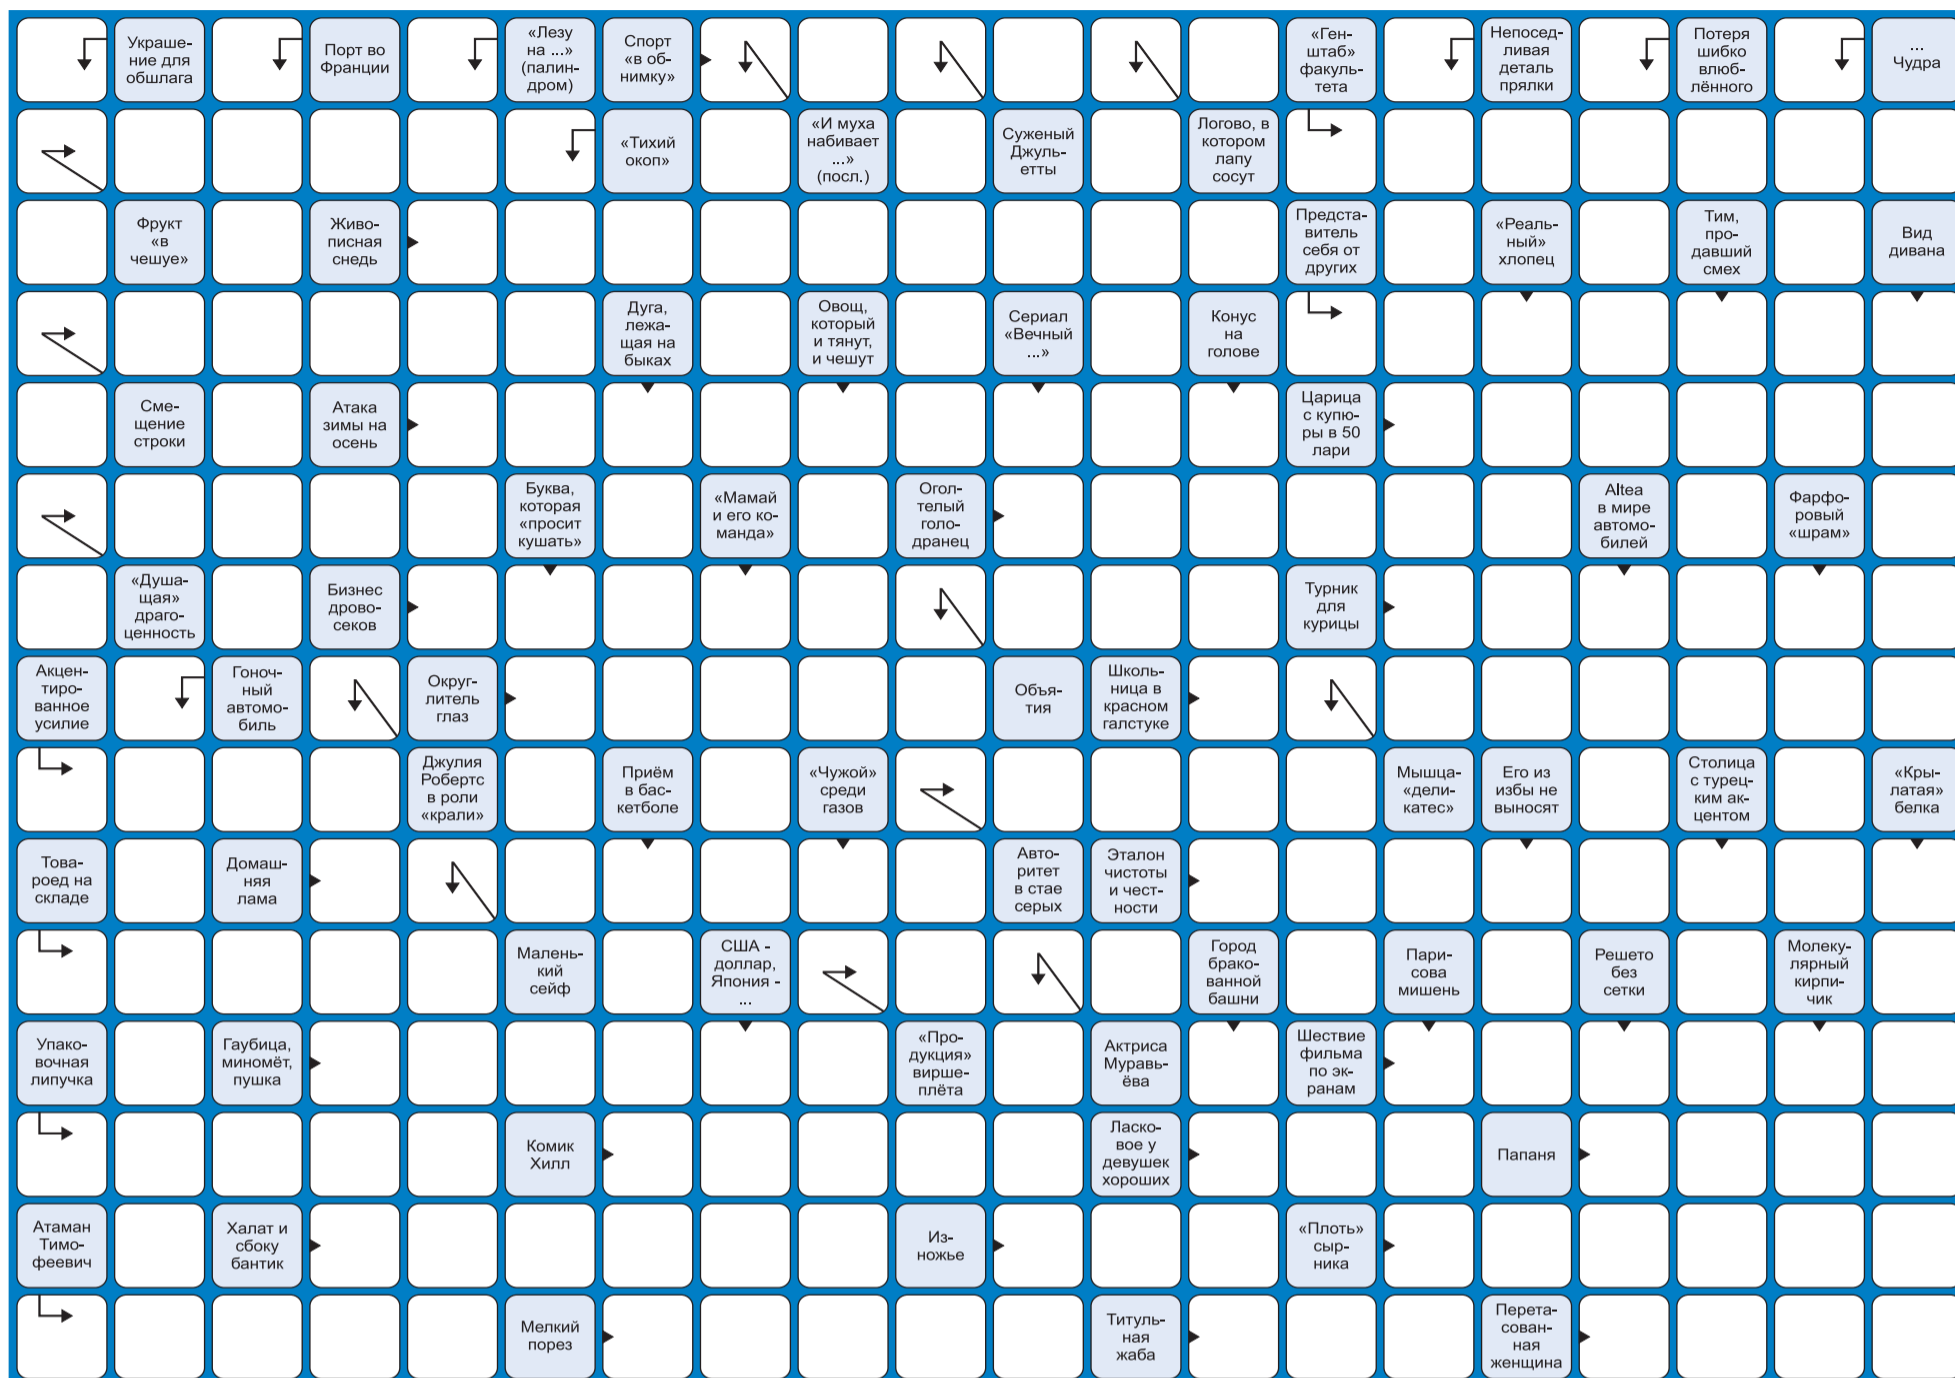 Украше-
ние для
обшлага
Порт во
Франции
«Лезу
на ...»
(палин-
дром)
Спорт
«в об-
нимку»
«Ген-
штаб»
факуль-
тета
Непосед-
ливая
деталь
прялки
Потеря
шибко
влюб-
лённого
...
Чудра
«Тихий
окоп»
«И муха
набивает
...»
(посл.)
Суженый
Джуль-
етты
Логово, в
котором
лапу
сосут
Фрукт
«в
чешуе»
Живо-
писная
снедь
Предста-
витель
себя от
других
«Реаль-
ный»
хлопец
Тим,
про-
давший
смех
Вид
дивана
Дуга,
лежа-
щая на
быках
Овощ,
который
и тянут,
и чешут
Сериал
«Вечный
...»
Конус
на
голове
Сме-
щение
строки
Атака
зимы на
осень
Царица
с купю-
ры в 50
лари
Буква,
которая
«просит
кушать»
«Мамай
и его ко-
манда»
Огол-
телый
голо-
дранец
Altea
в мире
автомо-
билей
Фарфо-
ровый
«шрам»
«Душа-
щая»
драго-
ценность
Бизнес
дрово-
секов
Турник
для
курицы
Акцен-
тиро-
ванное
усилие
Гоноч-
ный
автомо-
биль
Округ-
литель
глаз
Объя-
тия
Школь-
ница в
красном
галстуке
Джулия
Робертс
в роли
«крали»
Приём
в бас-
кетболе
«Чужой»
среди
газов
Мышца-
«дели-
катес»
Его из
избы не
выносят
Столица
с турец-
ким ак-
центом
«Кры-
латая»
белка
Това-
роед на
складе
Домаш-
няя
лама
Авто-
ритет
в стае
серых
Эталон
чистоты
и чест-
ности
Малень-
кий
сейф
США -
доллар,
Япония -
...
Город
брако-
ванной
башни
Пари-
сова
мишень
Решето
без
сетки
Молеку-
лярный
кирпи-
чик
Упако-
вочная
липучка
Гаубица,
миномёт,
пушка
«Про-
дукция»
вирше-
плёта
Актриса
Муравь-
ёва
Шествие
фильма
по эк-
ранам
Комик
Хилл
Ласко-
вое у
девушек
хороших
Папаня
Атаман
Тимо-
феевич
Халат и
сбоку
бантик
Из-
ножье
«Плоть»
сыр-
ника
Мелкий
порез
Титуль-
ная
жаба
Перета-
сован-
ная
женщина